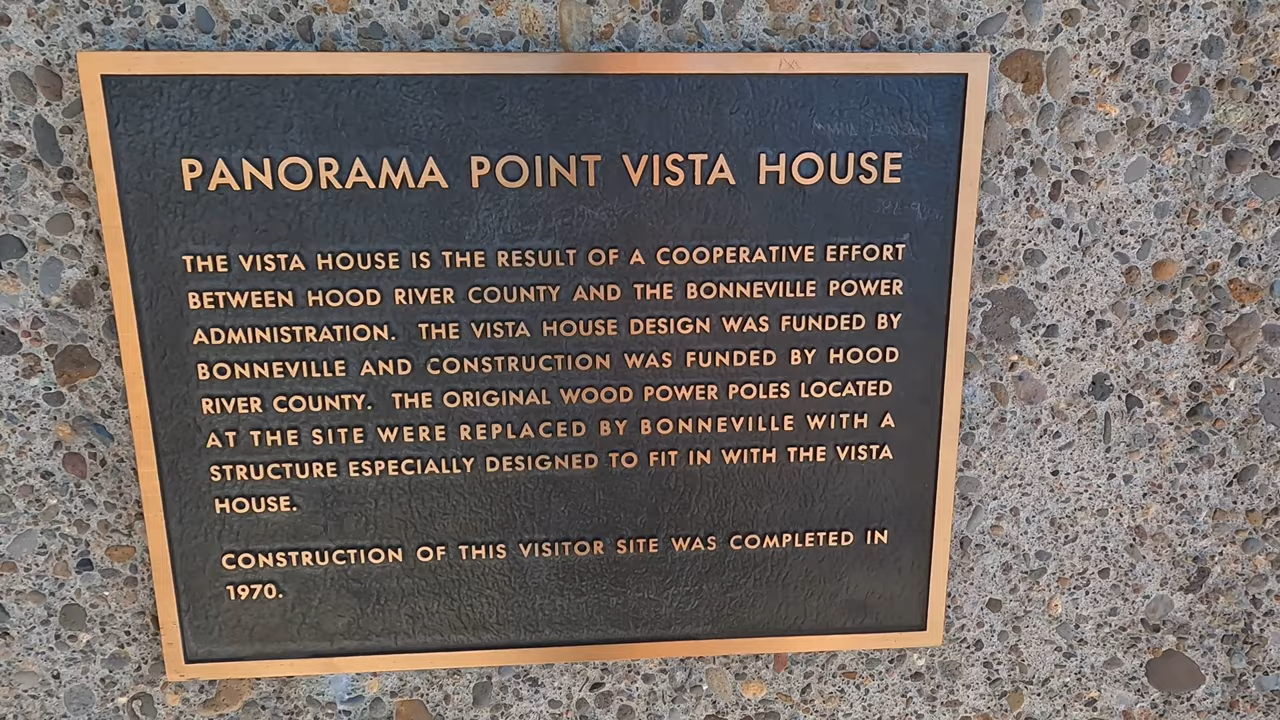 PANORAMA POINT VISTA HOUSE
THE VISTA HOUSE IS THE RESULT OF A COOPERATIVE EFFORT
BETWEEN HOOD RIVER COUNTY AND THE BONNEVILLE POWER
ADMINISTRATION. THE VISTA HOUSE DESIGN WAS FUNDED BY
BONNEVILLE AND CONSTRUCTION WAS FUNDED BY HOOD
RIVER COUNTY. THE ORIGINAL WOOD POWER POLES LOCATED
AT THE SITE WERE REPLACED BY BONNEVILLE WITH A
STRUCTURE ESPECIALLY DESIGNED TO FIT IN WITH THE VISTA
HOUSE.
CONSTRUCTION OF THIS VISITOR SITE WAS COMPLETED IN
1970.